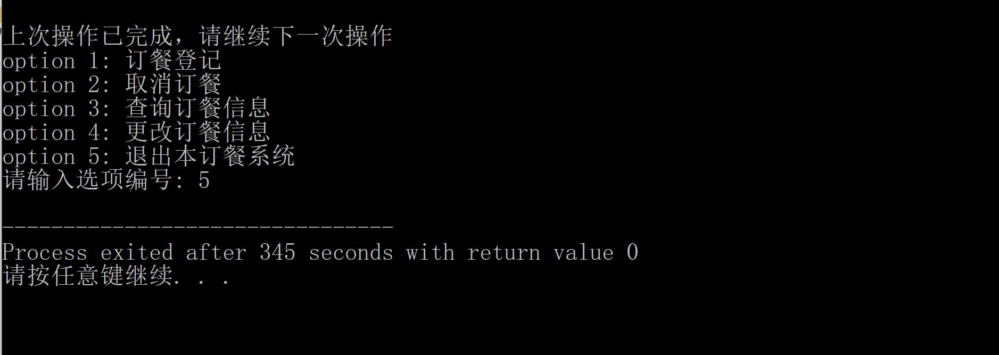 上次操作已完成，请继续下一次操作
option 1: 订餐登记
option 2: 取消订餐
option 3: 查询订餐信息
option 4: 更改订餐信息
option 5: 退出本订餐系统
请输入选项编号: 5
--------------------------------
Process exited after 345 seconds with return value 0
请按任意键继续. . .